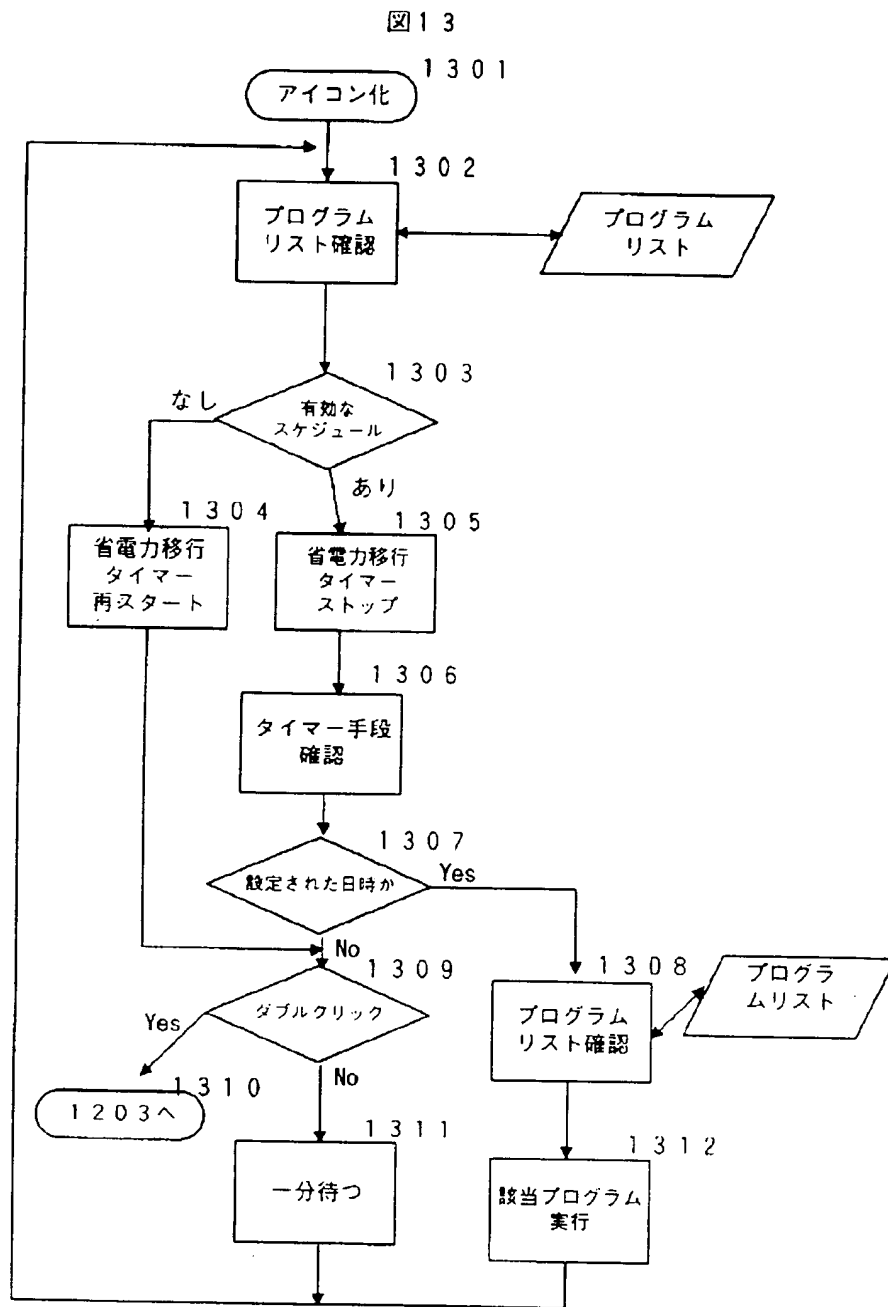 図13
1301
アイコン化
1302
プログラム
リスト確認
プログラム
リスト
1303
有効な
スケジュール
なし
あり
1304
省電力移行
タイマー
再スタート
1305
省電力移行
タイマー
ストップ
1306
タイマー手段
確認
1307
設定された日時か
Yes
No
1308
プログラム
リスト確認
プログラ
ムリスト
1309
ダブルクリック
Yes
No
1310
1203へ
1311
一分待つ
1312
該当プログラム
実行